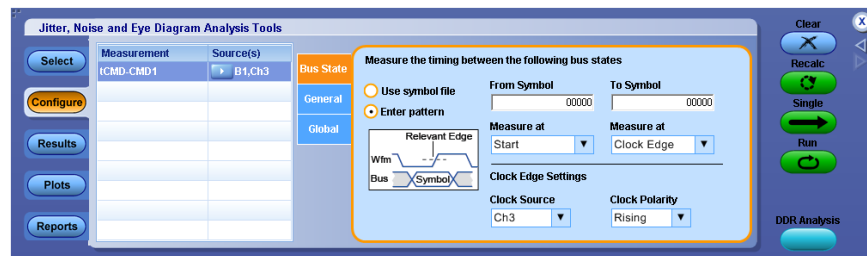 Jitter, Noise and Eye Diagram Analysis Tools
Clear
X
Select
Configure
Results
Plots
Reports
Measurement Source(s)
tCMD-CMD1 B1,Ch3
Bus State
General
Global
Measure the timing between the following bus states
Use symbol file
Enter pattern
From Symbol To Symbol
00000 00000
Measure at Measure at
Start Clock Edge
Relevant Edge
Wfm
Bus Symbol
Clock Edge Settings
Clock Source Clock Polarity
Ch3 Rising
Recalc
Single
Run
DDR Analysis